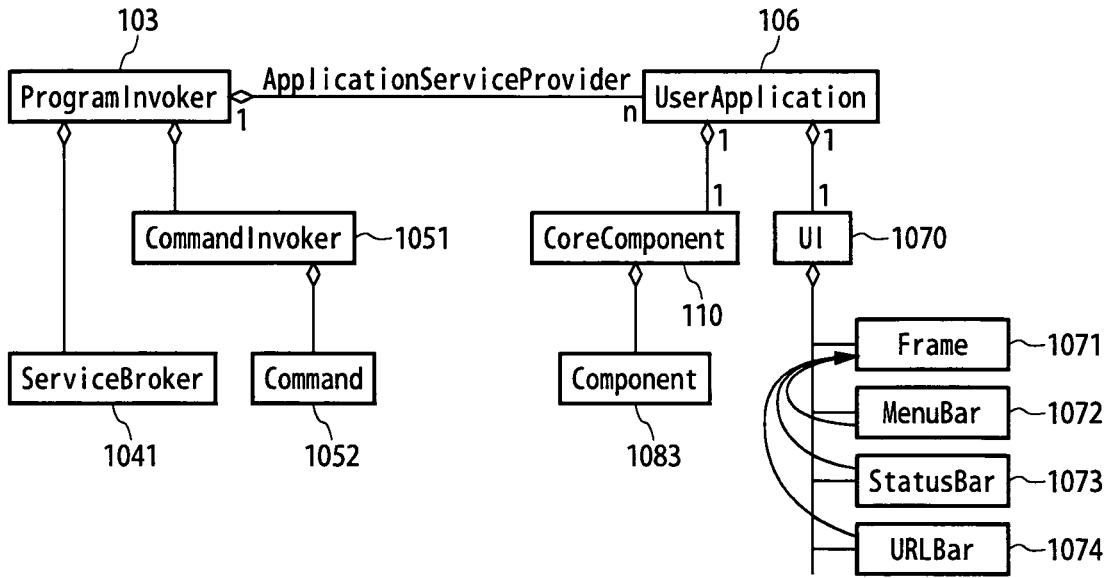 103
106
ProgramInvoker
ApplicationServiceProvider
UserApplication
1
n
1
1
1
1
CommandInvoker
1051
CoreComponent
UI
1070
110
ServiceBroker
Command
Component
Frame
1071
MenuBar
1072
1041
1052
1083
StatusBar
1073
URLBar
1074